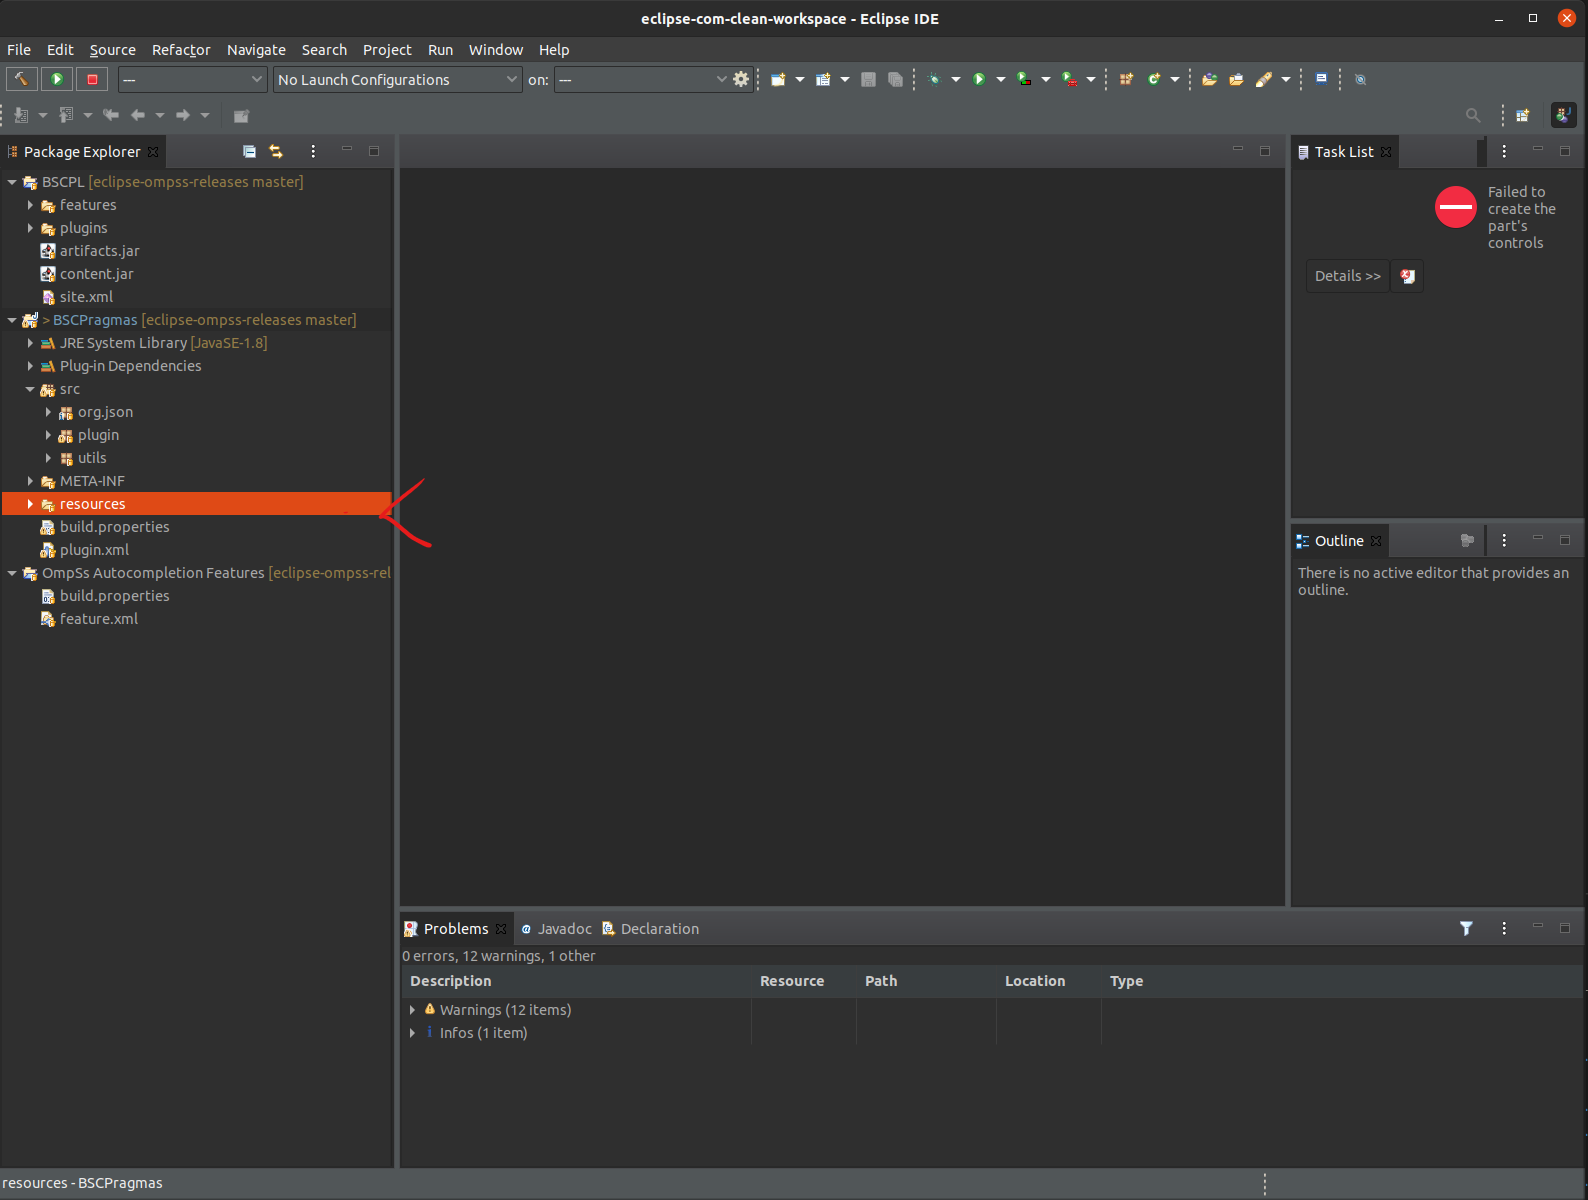 eclipse-com-clean-workspace - Eclipse IDE
File Edit Source Refactor Navigate Search Project Run Window Help
--- No Launch Configurations on: ---
Package Explorer
BSCPL [eclipse-ompss-releases master]
features
plugins
artifacts.jar
content.jar
site.xml
> BSCPragmas [eclipse-ompss-releases master]
JRE System Library [JavaSE-1.8]
Plug-in Dependencies
src
org.json
plugin
utils
META-INF
resources
build.properties
plugin.xml
OmpSs Autocompletion Features [eclipse-ompss-rel
build.properties
feature.xml
Task List
Failed to
create the
part's
controls
Details >>
Outline
There is no active editor that provides an
outline.
Problems Javadoc Declaration
0 errors, 12 warnings, 1 other
Description Resource Path Location Type
Warnings (12 items)
Infos (1 item)
resources - BSCPragmas